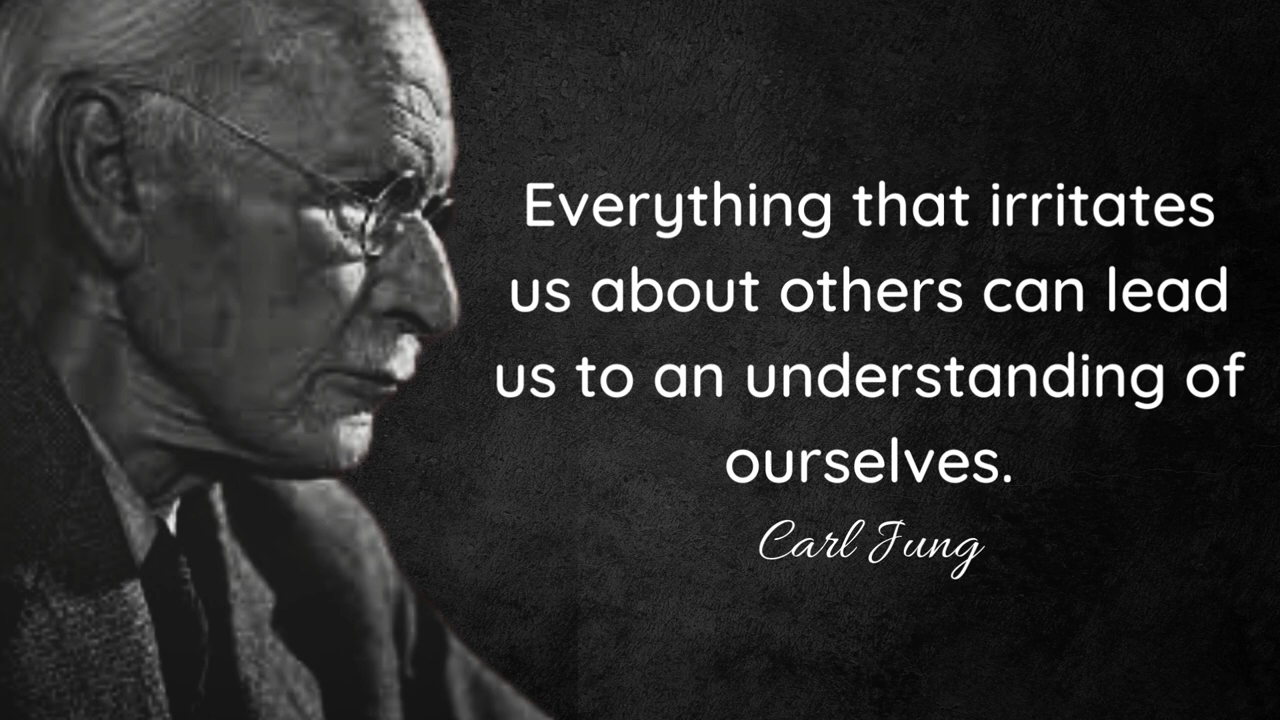 Everything that irritates
us about others can lead
us to an understanding of
ourselves.
Carl Jung